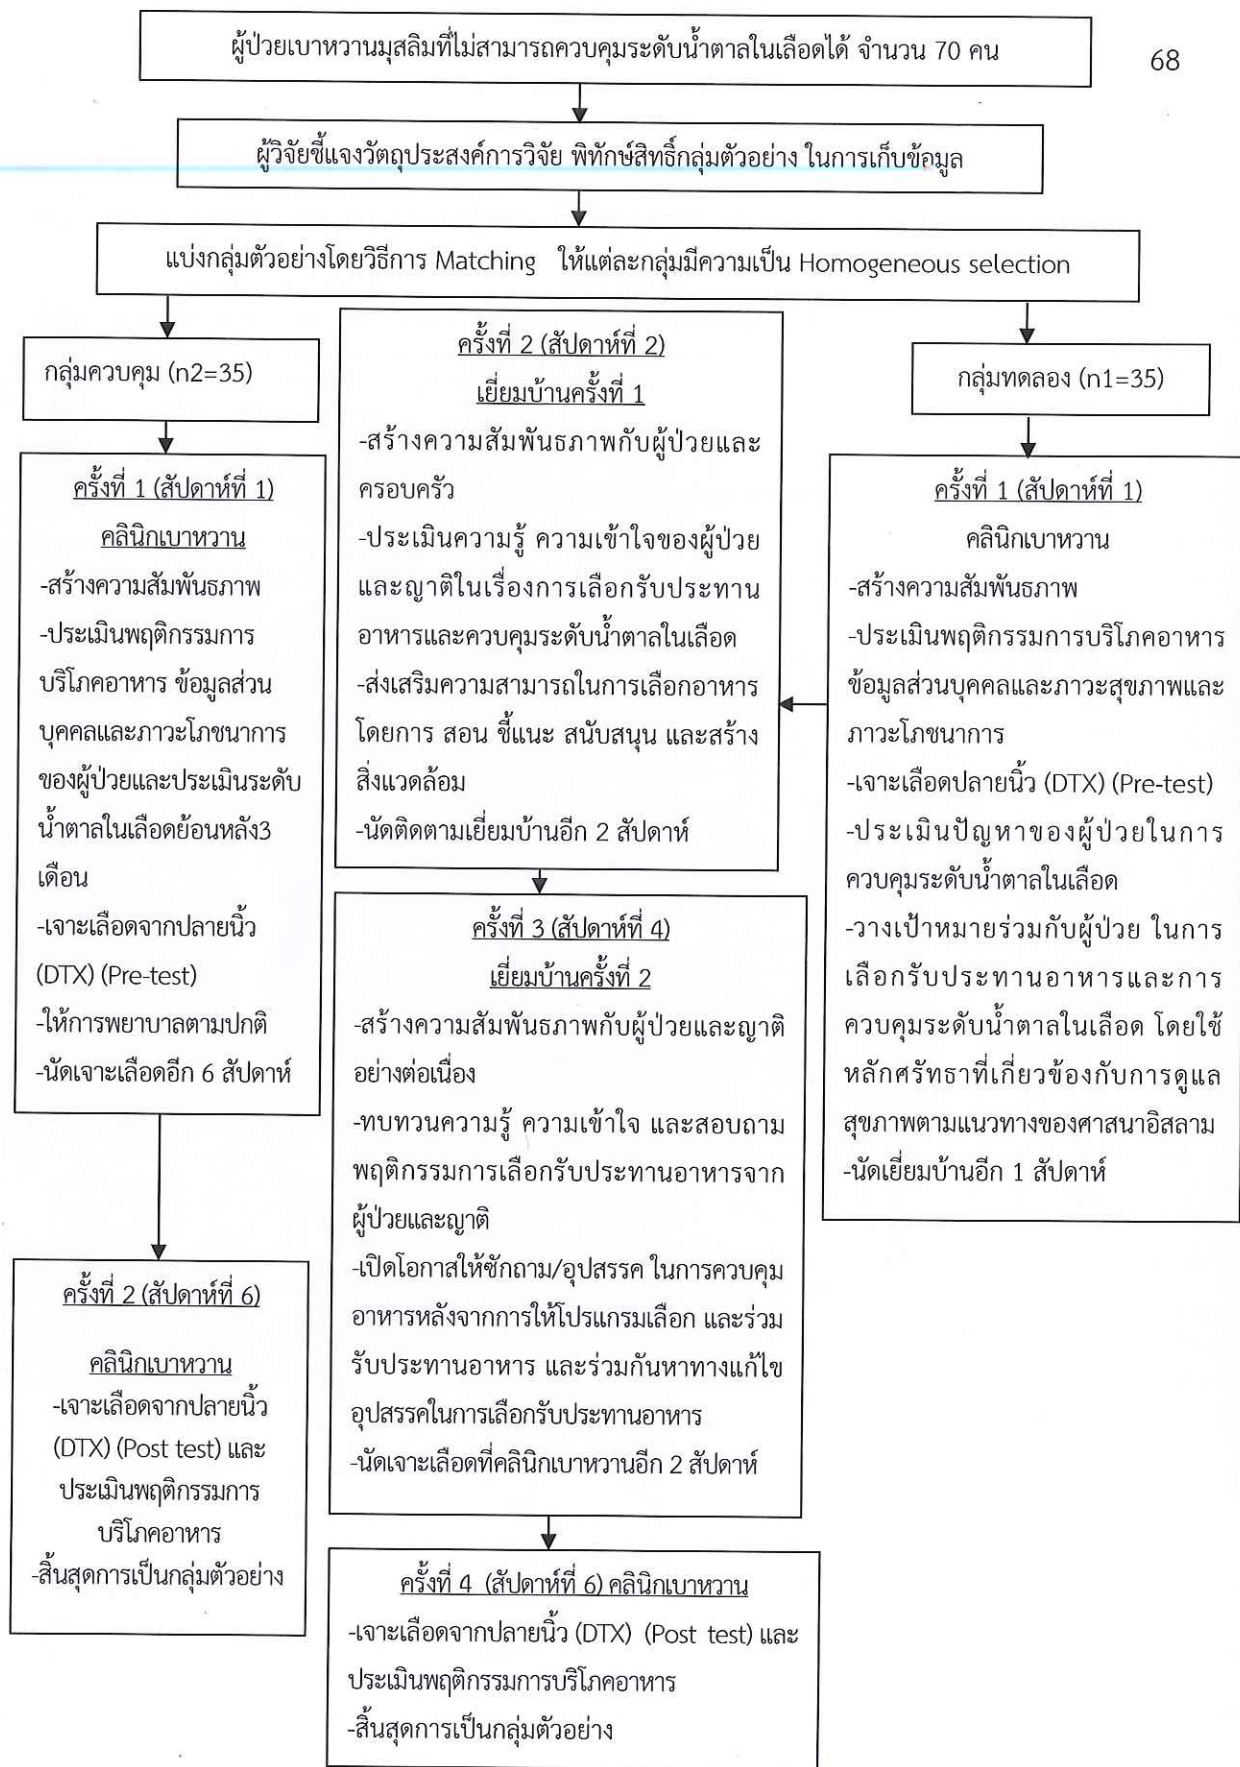 ผู้ป่วยเบาหวานมุสลิมที่ไม่สามารถควบคุมระดับน้ำตาลในเลือดได้ จำนวน 70 คน
68
ผู้วิจัยชี้แจงวัตถุประสงค์การวิจัย พิทักษ์สิทธิ์กลุ่มตัวอย่าง ในการเก็บข้อมูล
แบ่งกลุ่มตัวอย่างโดยวิธีการ Matching ให้แต่ละกลุ่มมีความเป็น Homogeneous selection
กลุ่มควบคุม (n2=35)
ครั้งที่ 1 (สัปดาห์ที่ 1)
คลินิกเบาหวาน
-สร้างความสัมพันธภาพ
-ประเมินพฤติกรรมการ
บริโภคอาหาร ข้อมูลส่วน
บุคคลและภาวะโภชนาการ
ของผู้ป่วยและประเมินระดับ
น้ำตาลในเลือดย้อนหลัง3
เดือน
-เจาะเลือดจากปลายนิ้ว
(DTX) (Pre-test)
-ให้การพยาบาลตามปกติ
-นัดเจาะเลือดอีก 6 สัปดาห์
ครั้งที่ 2 (สัปดาห์ที่ 6)
คลินิกเบาหวาน
-เจาะเลือดจากปลายนิ้ว
(DTX) (Post test) และ
ประเมินพฤติกรรมการ
บริโภคอาหาร
-สิ้นสุดการเป็นกลุ่มตัวอย่าง
กลุ่มทดลอง (n1=35)
ครั้งที่ 1 (สัปดาห์ที่ 1)
คลินิกเบาหวาน
-สร้างความสัมพันธภาพ
-ประเมินพฤติกรรมการบริโภคอาหาร
ข้อมูลส่วนบุคคลและภาวะสุขภาพและ
ภาวะโภชนาการ
-เจาะเลือดปลายนิ้ว (DTX) (Pre-test)
-ประเมินปัญหาของผู้ป่วยในการ
ควบคุมระดับน้ำตาลในเลือด
-วางเป้าหมายร่วมกับผู้ป่วย ในการ
เลือกรับประทานอาหารและการ
ควบคุมระดับน้ำตาลในเลือด โดยใช้
หลักศรัทธาที่เกี่ยวข้องกับการดูแล
สุขภาพตามแนวทางของศาสนาอิสลาม
-นัดเยี่ยมบ้านอีก 1 สัปดาห์
ครั้งที่ 2 (สัปดาห์ที่ 2)
เยี่ยมบ้านครั้งที่ 1
-สร้างความสัมพันธภาพกับผู้ป่วยและ
ครอบครัว
-ประเมินความรู้ ความเข้าใจของผู้ป่วย
และญาติในเรื่องการเลือกรับประทาน
อาหารและควบคุมระดับน้ำตาลในเลือด
-ส่งเสริมความสามารถในการเลือกอาหาร
โดยการ สอน ชี้แนะ สนับสนุน และสร้าง
สิ่งแวดล้อม
-นัดติดตามเยี่ยมบ้านอีก 2 สัปดาห์
ครั้งที่ 3 (สัปดาห์ที่ 4)
เยี่ยมบ้านครั้งที่ 2
-สร้างความสัมพันธภาพกับผู้ป่วยและญาติ
อย่างต่อเนื่อง
-ทบทวนความรู้ ความเข้าใจ และสอบถาม
พฤติกรรมการเลือกรับประทานอาหารจาก
ผู้ป่วยและญาติ
-เปิดโอกาสให้ซักถาม/อุปสรรค ในการควบคุม
อาหารหลังจากการให้โปรแกรมเลือก และร่วม
รับประทานอาหาร และร่วมกันหาทางแก้ไข
อุปสรรคในการเลือกรับประทานอาหาร
-นัดเจาะเลือดที่คลินิกเบาหวานอีก 2 สัปดาห์
ครั้งที่ 4 (สัปดาห์ที่ 6) คลินิกเบาหวาน
-เจาะเลือดจากปลายนิ้ว (DTX) (Post test) และ
ประเมินพฤติกรรมการบริโภคอาหาร
-สิ้นสุดการเป็นกลุ่มตัวอย่าง